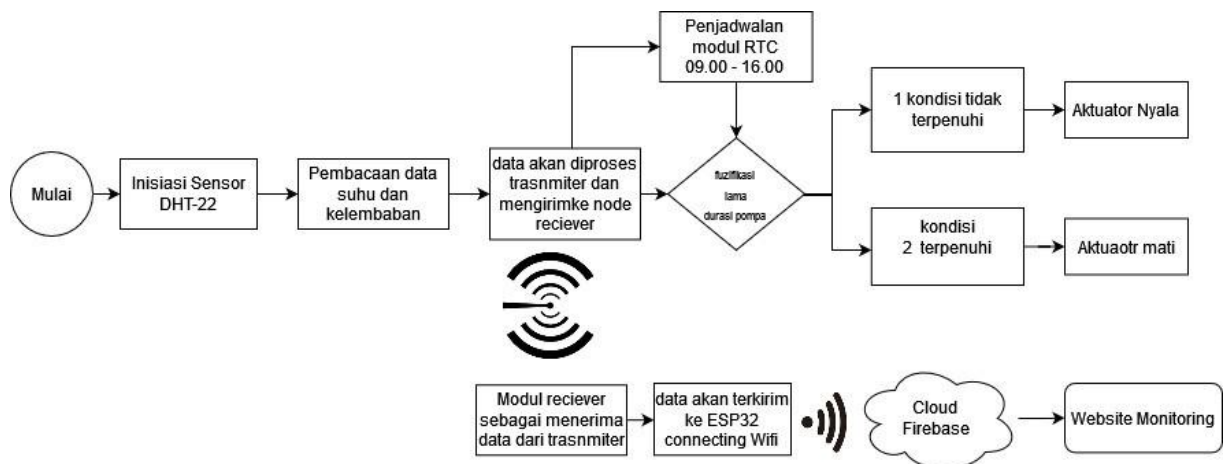 Penjadwalan
modul RTC
09.00 - 16.00
1 kondisi tidak
terpenuhi
Aktuator Nyala
Mulai
Inisiasi Sensor
DHT-22
Pembacaan data
suhu dan
kelembaban
data akan diproses
trasnmiter dan
mengirimke node
reciever
fuzifikasi
lama
durasi pompa
kondisi
2 terpenuhi
Aktuaotr mati
Modul reciever
sebagai menerima
data dari trasnmiter
data akan terkirim
ke ESP32
connecting Wifi
Cloud
Firebase
Website Monitoring